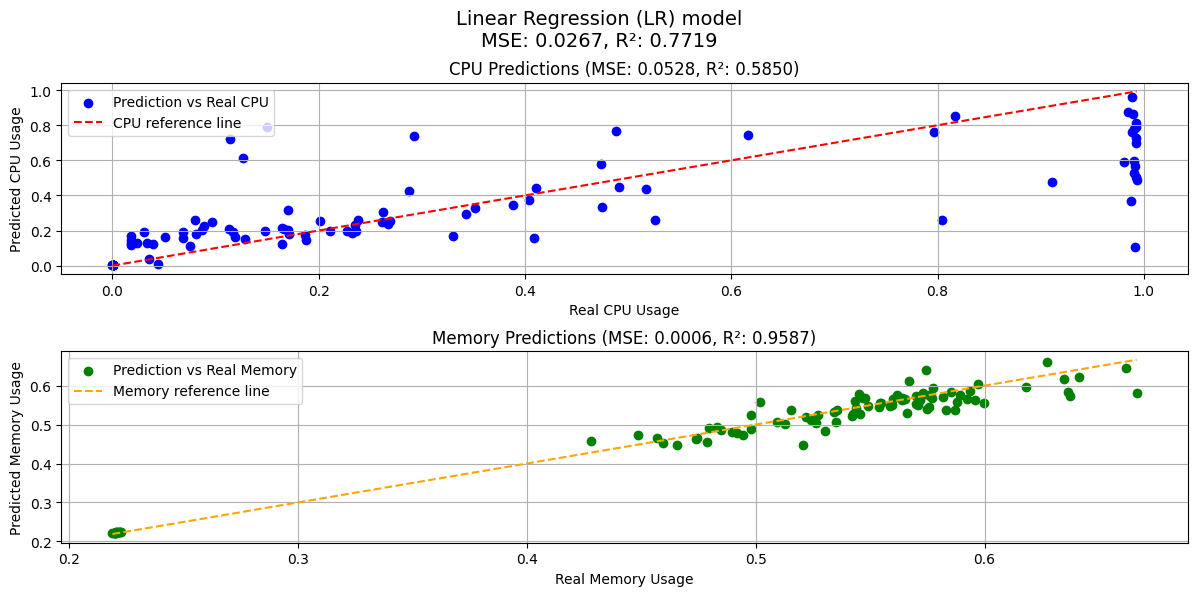 Linear Regression (LR) model
MSE: 0.0267, R²: 0.7719
CPU Predictions (MSE: 0.0528, R²: 0.5850)
Predicted CPU Usage
1.0
0.8
0.6
0.4
0.2
0.0
Prediction vs Real CPU
CPU reference line
0.0 0.2 0.4 0.6 0.8 1.0
Real CPU Usage
Memory Predictions (MSE: 0.0006, R²: 0.9587)
Predicted Memory Usage
0.6
0.5
0.4
0.3
0.2
Prediction vs Real Memory
Memory reference line
0.2 0.3 0.4 0.5 0.6
Real Memory Usage